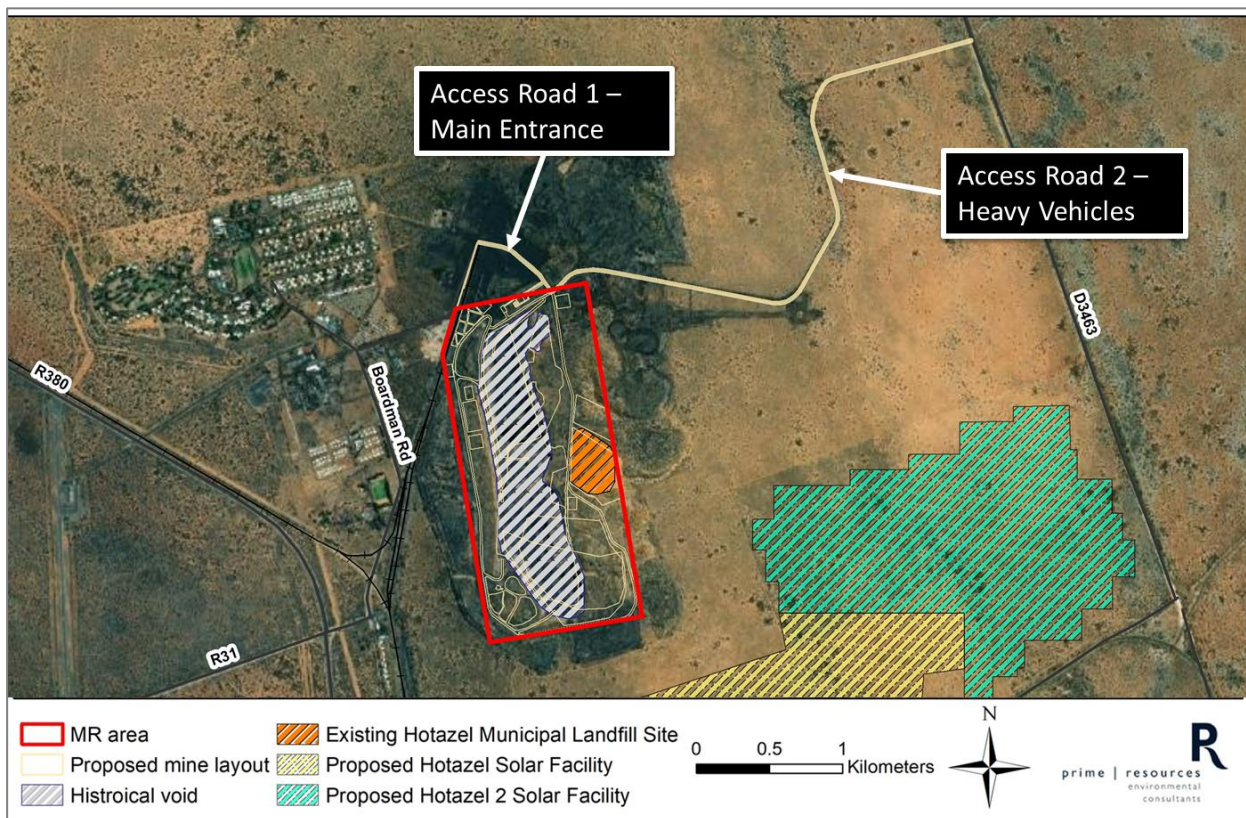 Access Road 1 –
Main Entrance
Access Road 2 –
Heavy Vehicles
R380
Boardman Rd
D3463
R31
MR area
Proposed mine layout
Histroical void
Existing Hotazel Municipal Landfill Site
Proposed Hotazel Solar Facility
Proposed Hotazel 2 Solar Facility
0 0.5 1
Kilometers
N
R
prime | resources
environmental
consultants